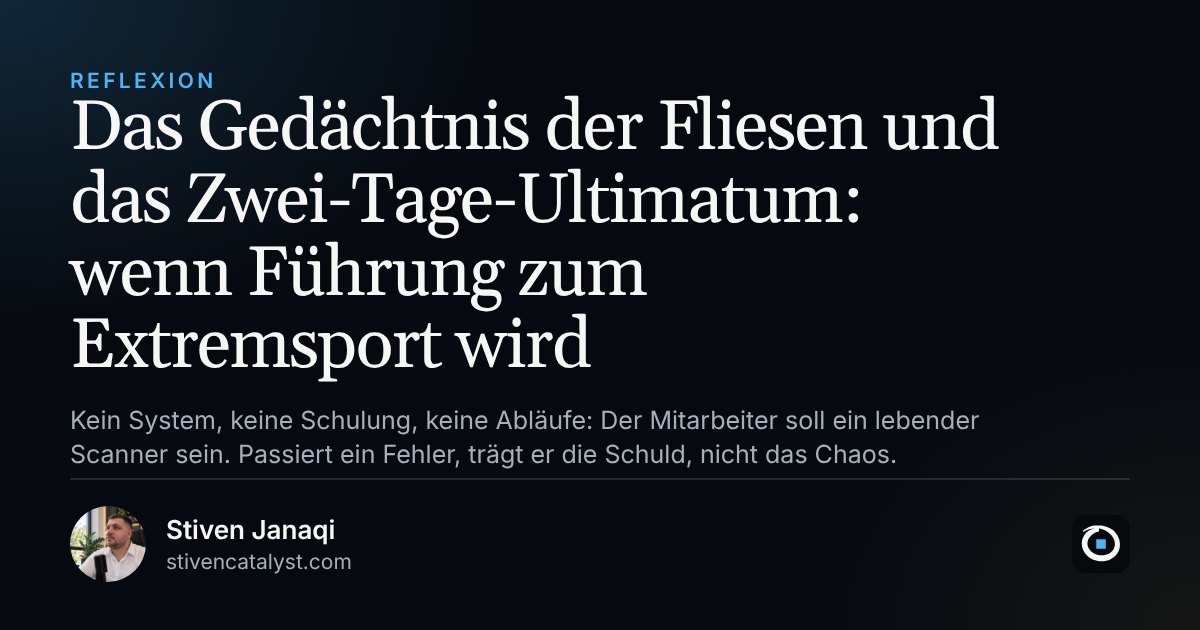 REFLEXION
Das Gedächtnis der Fliesen und
das Zwei-Tage-Ultimatum:
wenn Führung zum
Extremsport wird
Kein System, keine Schulung, keine Abläufe: Der Mitarbeiter soll ein lebender
Scanner sein. Passiert ein Fehler, trägt er die Schuld, nicht das Chaos.
Stiven Janaqi
stivencatalyst.com